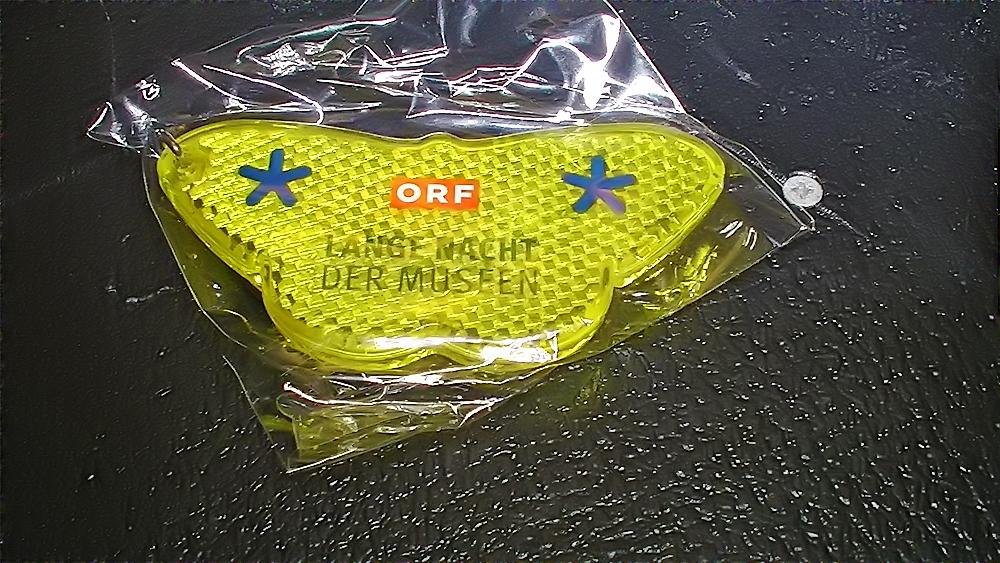 ORF
LANGE NACHT
DER MUSEEN